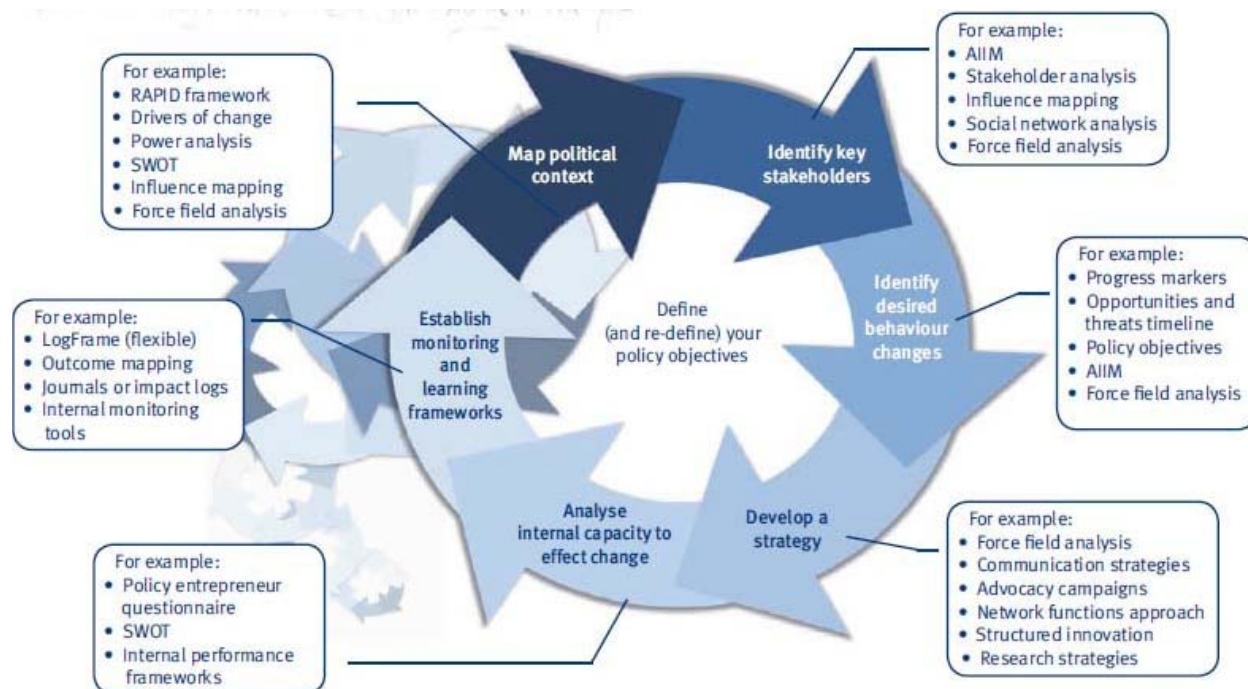 For example:
• RAPID framework
• Drivers of change
• Power analysis
• SWOT
• Influence mapping
• Force field analysis
Map political
context
Identify key
stakeholders
For example:
• AIIM
• Stakeholder analysis
• Influence mapping
• Social network analysis
• Force field analysis
Identify
desired
behaviour
changes
For example:
• Progress markers
• Opportunities and
threats timeline
• Policy objectives
• AIIM
• Force field analysis
Define
(and re-define) your
policy objectives
Establish
monitoring
and
learning
frameworks
For example:
• LogFrame (flexible)
• Outcome mapping
• Journals or impact logs
• Internal monitoring
tools
Develop a
strategy
For example:
• Force field analysis
• Communication strategies
• Advocacy campaigns
• Network functions approach
• Structured innovation
• Research strategies
Analyse
internal capacity to
effect change
For example:
• Policy entrepreneur
questionnaire
• SWOT
• Internal performance
frameworks